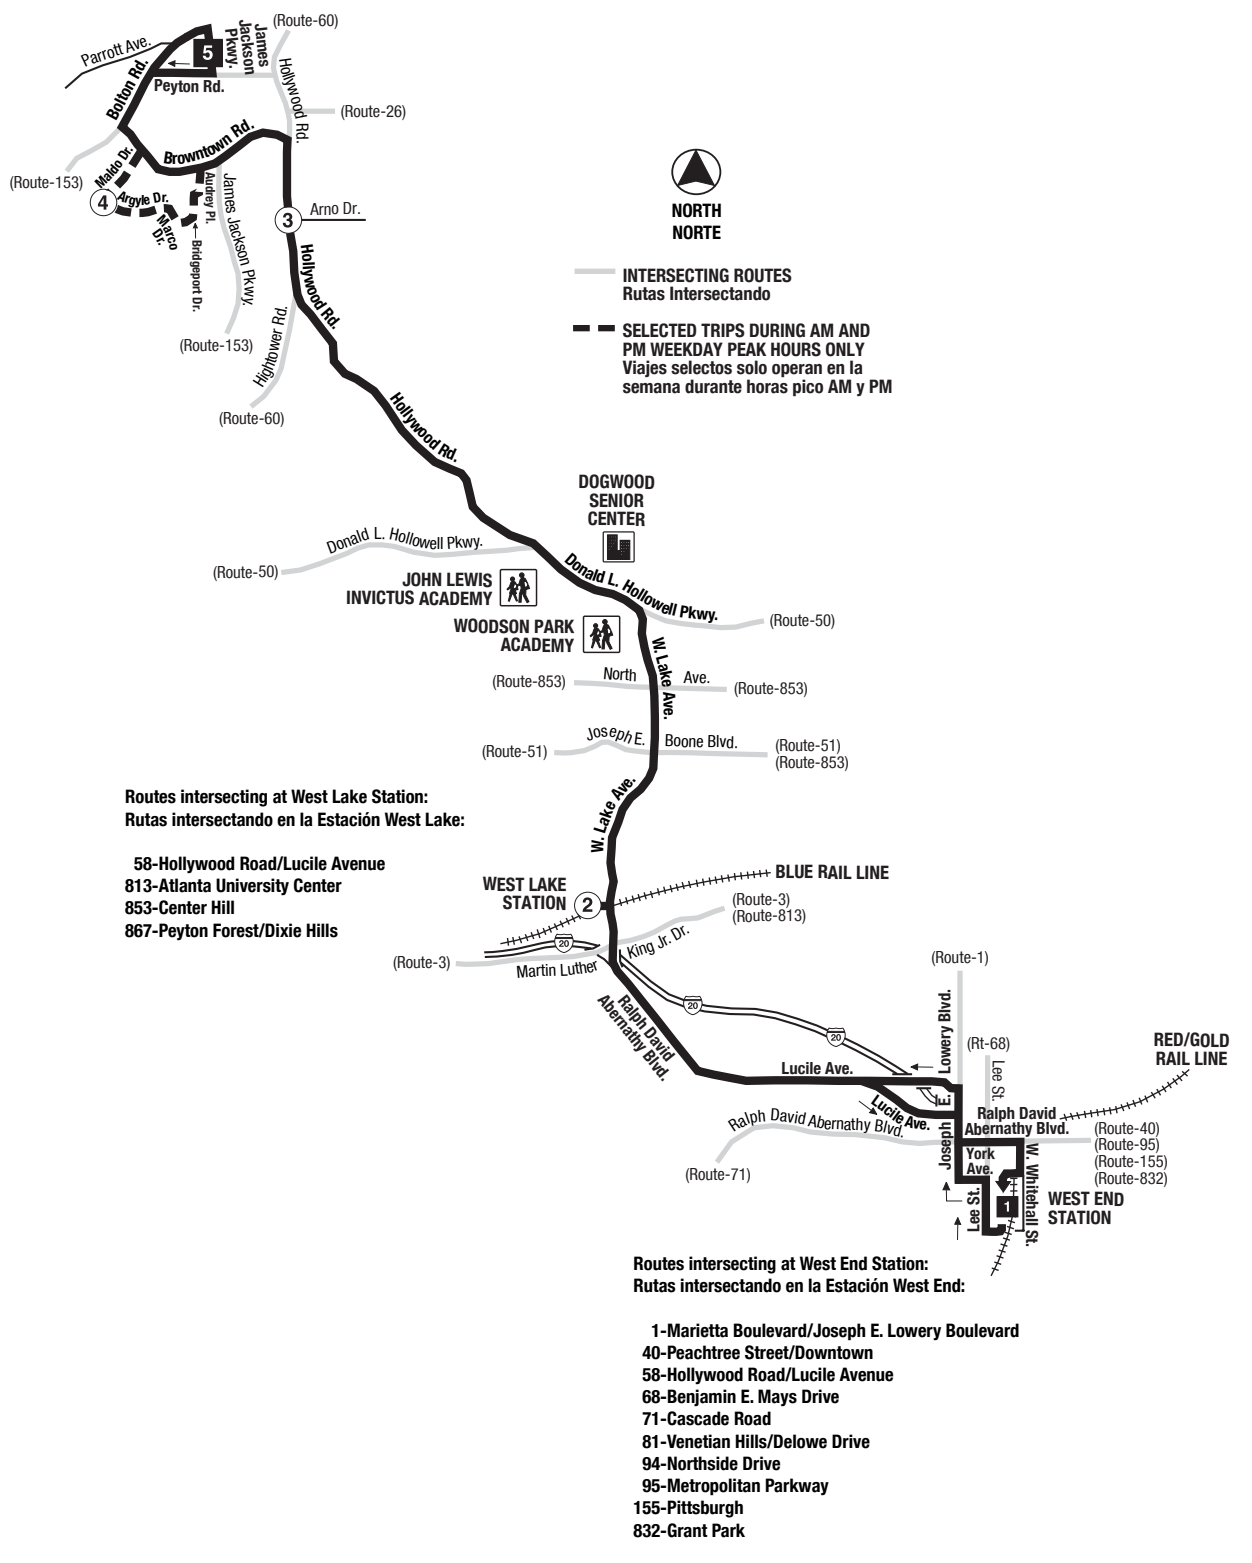 (Route-60)
James
Jackson
Pkwy.
Parrott Ave.
5
Hollywood Rd.
Bolton Rd.
Peyton Rd.
(Route-26)
Browntown Rd.
Maldo Dr.
(Route-153)
4
Argyle Dr.
Audrey Pl.
Marco
Dr.
Bridgeport Dr.
James Jackson Pkwy.
3
Arno Dr.
Hollywood Rd.
(Route-153)
Hightower Rd.
(Route-60)
NORTH
NORTE
INTERSECTING ROUTES
Rutas Intersectando
SELECTED TRIPS DURING AM AND
PM WEEKDAY PEAK HOURS ONLY
Viajes selectos solo operan en la
semana durante horas pico AM y PM
Hollywood Rd.
DOGWOOD
SENIOR
CENTER
Donald L. Hollowell Pkwy.
(Route-50)
Donald L. Hollowell Pkwy.
JOHN LEWIS
INVICTUS ACADEMY
WOODSON PARK
ACADEMY
(Route-50)
W. Lake Ave.
North Ave.
(Route-853)
(Route-853)
Joseph E. Boone Blvd.
(Route-51)
(Route-51)
(Route-853)
W. Lake Ave.
Routes intersecting at West Lake Station:
Rutas intersectando en la Estación West Lake:
58-Hollywood Road/Lucile Avenue
813-Atlanta University Center
853-Center Hill
867-Peyton Forest/Dixie Hills
WEST LAKE
STATION
2
BLUE RAIL LINE
(Route-3)
(Route-813)
20
(Route-3)
Martin Luther King Jr. Dr.
20
20
Ralph David
Abernathy Blvd.
(Route-1)
Joseph E. Lowery Blvd.
(Rt-68)
Lee St.
RED/GOLD
RAIL LINE
Lucile Ave.
Lucile Ave.
Ralph David Abernathy Blvd.
(Route-71)
Ralph David
Abernathy Blvd.
(Route-40)
(Route-95)
(Route-155)
(Route-832)
York
Ave.
Lee St.
W. Whitehall St.
1
WEST END
STATION
Routes intersecting at West End Station:
Rutas intersectando en la Estación West End:
1-Marietta Boulevard/Joseph E. Lowery Boulevard
40-Peachtree Street/Downtown
58-Hollywood Road/Lucile Avenue
68-Benjamin E. Mays Drive
71-Cascade Road
81-Venetian Hills/Delowe Drive
94-Northside Drive
95-Metropolitan Parkway
155-Pittsburgh
832-Grant Park